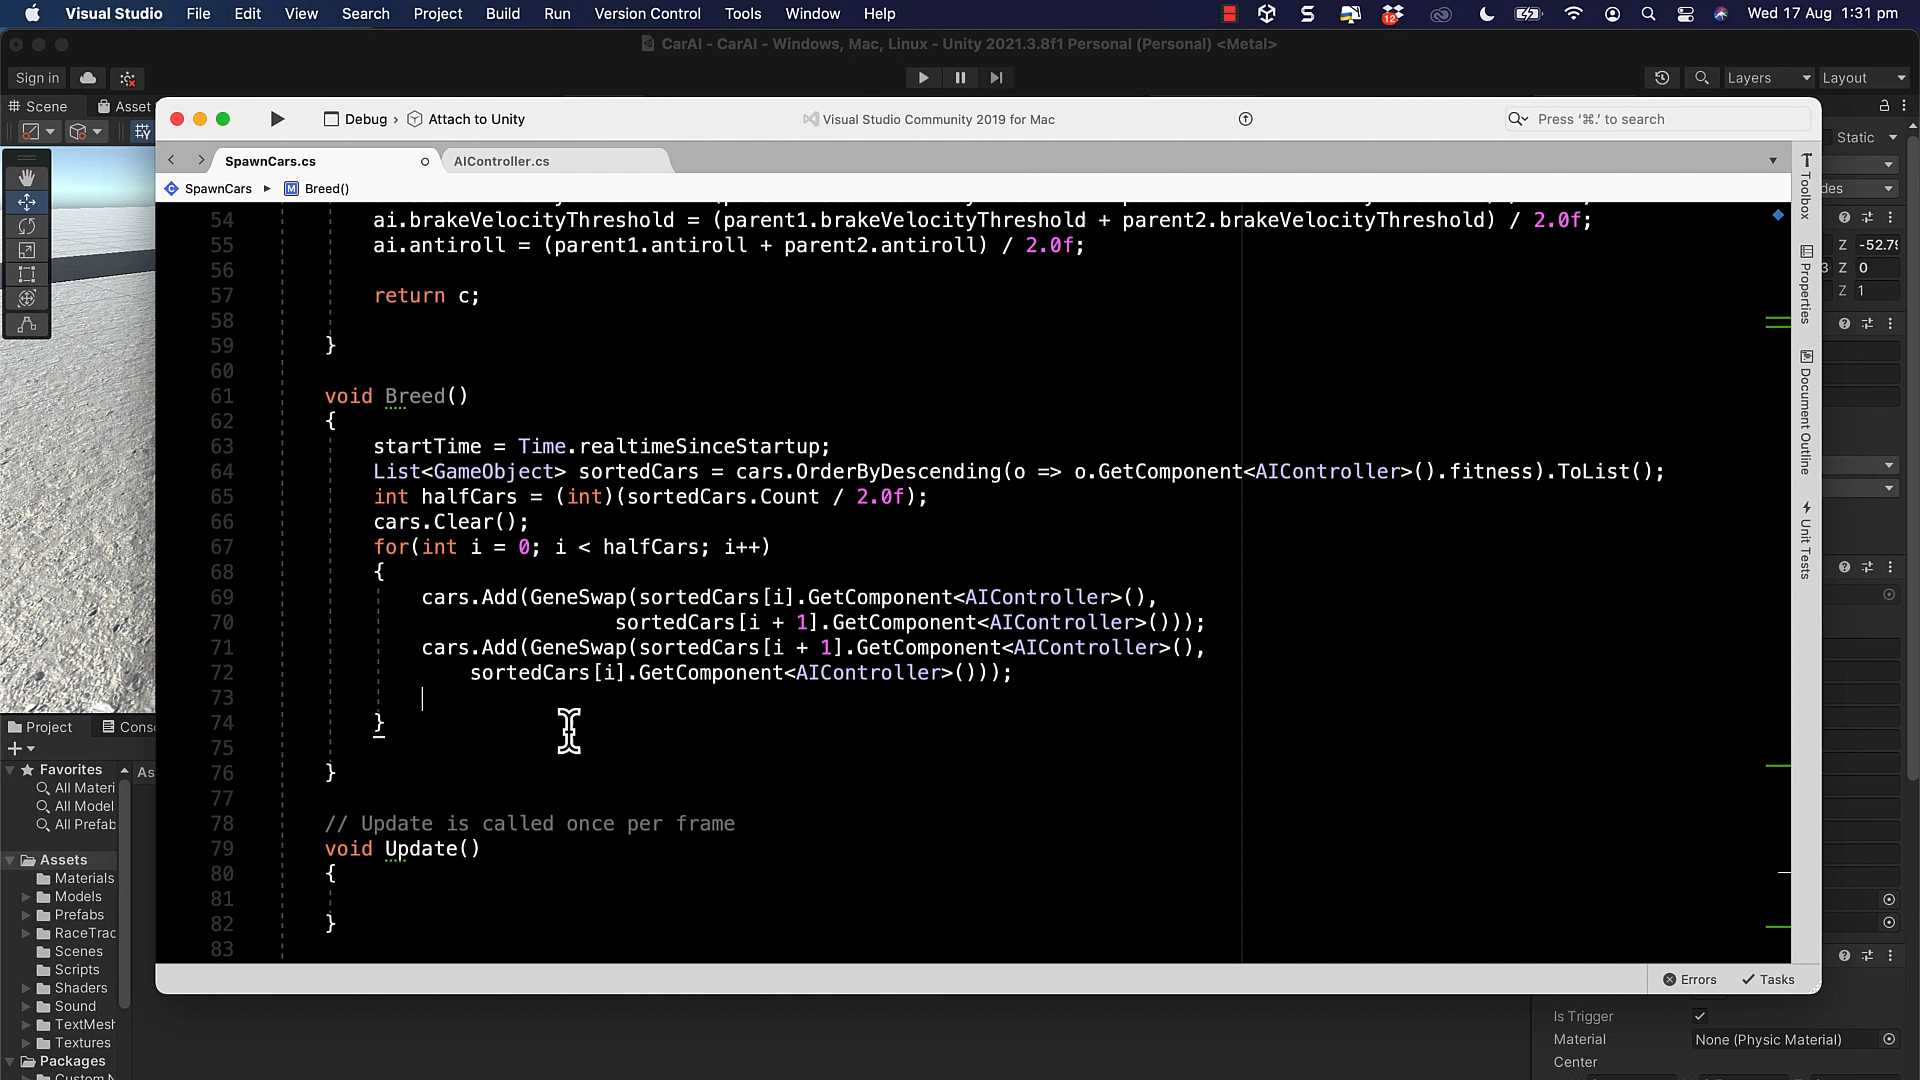 Visual Studio File Edit View Search Project Build Run Version Control Tools Window Help 12 Wed 17 Aug 1:31 pm
CarAI - CarAI - Windows, Mac, Linux - Unity 2021.3.8f1 Personal (Personal) <Metal>
Sign in Layers Layout
Scene Asset
Debug › Attach to Unity Visual Studio Community 2019 for Mac Press '⌘.' to search
Static
SpawnCars.cs AIController.cs
SpawnCars Breed()
des
54 ai.brakeVelocityThreshold = (parent1.brakeVelocityThreshold + parent2.brakeVelocityThreshold) / 2.0f;
55 ai.antiroll = (parent1.antiroll + parent2.antiroll) / 2.0f;
56
57 return c;
58
59 }
60
61 void Breed()
62 {
63 startTime = Time.realtimeSinceStartup;
64 List<GameObject> sortedCars = cars.OrderByDescending(o => o.GetComponent<AIController>().fitness).ToList();
65 int halfCars = (int)(sortedCars.Count / 2.0f);
66 cars.Clear();
67 for(int i = 0; i < halfCars; i++)
68 {
69 cars.Add(GeneSwap(sortedCars[i].GetComponent<AIController>(),
70 sortedCars[i + 1].GetComponent<AIController>()));
71 cars.Add(GeneSwap(sortedCars[i + 1].GetComponent<AIController>(),
72 sortedCars[i].GetComponent<AIController>()));
73
74 }
75
76 }
77
78 // Update is called once per frame
79 void Update()
80 {
81
82 }
83
Toolbox
Properties
Document Outline
Unit Tests
Z -52.79
3 Z 0
Z 1
Project Cons
Favorites As
All Materi
All Model
All Prefab
Assets
Materials
Models
Prefabs
RaceTrac
Scenes
Scripts
Shaders
Sound
TextMesh
Textures
Packages
Errors Tasks
Is Trigger
Material None (Physic Material)
Center